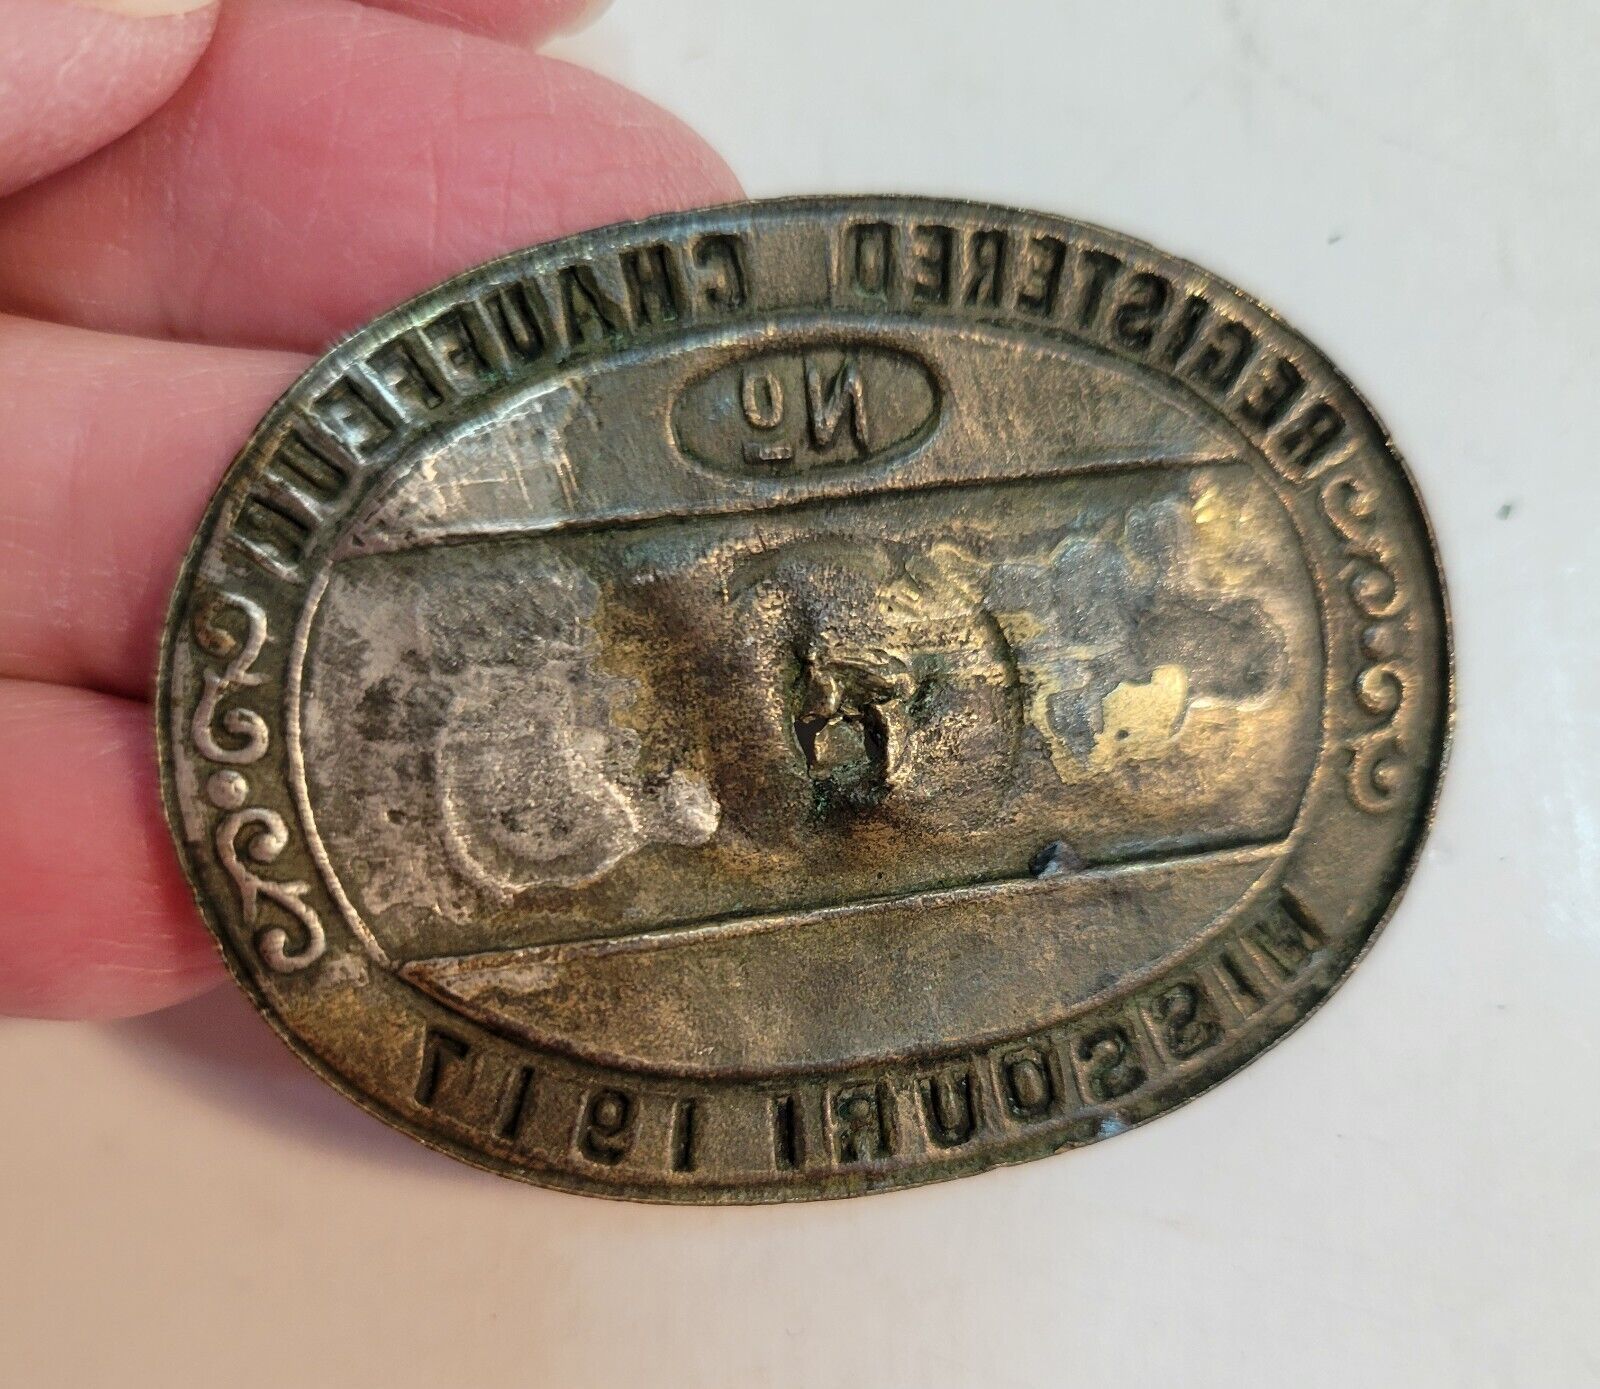 REGISTERED CHAUFFEUR
No
MISSOURI 1917